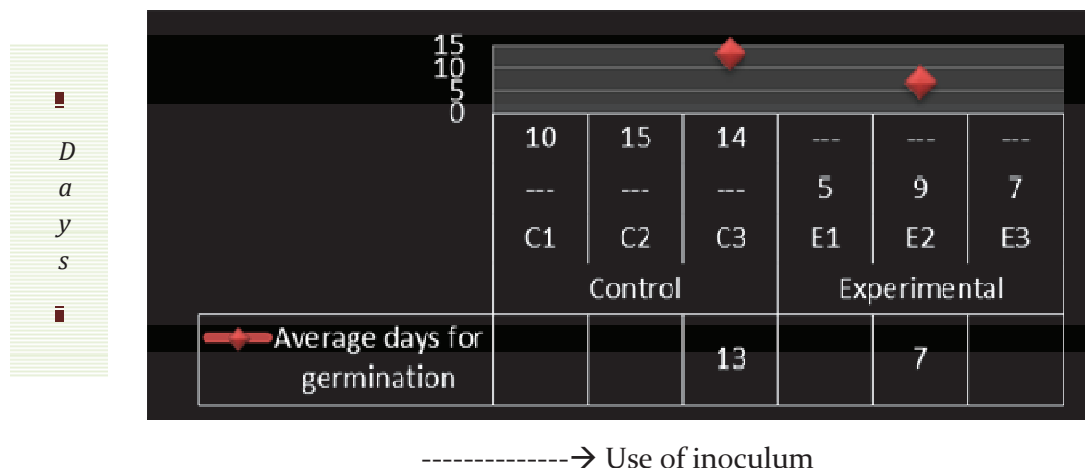 D
a
y
s
15
10
5
0
10 15 14 --- --- ---
--- --- --- 5 9 7
C1 C2 C3 E1 E2 E3
Control Experimental
Average days for 
germination
13 7
--------------→ Use of inoculum